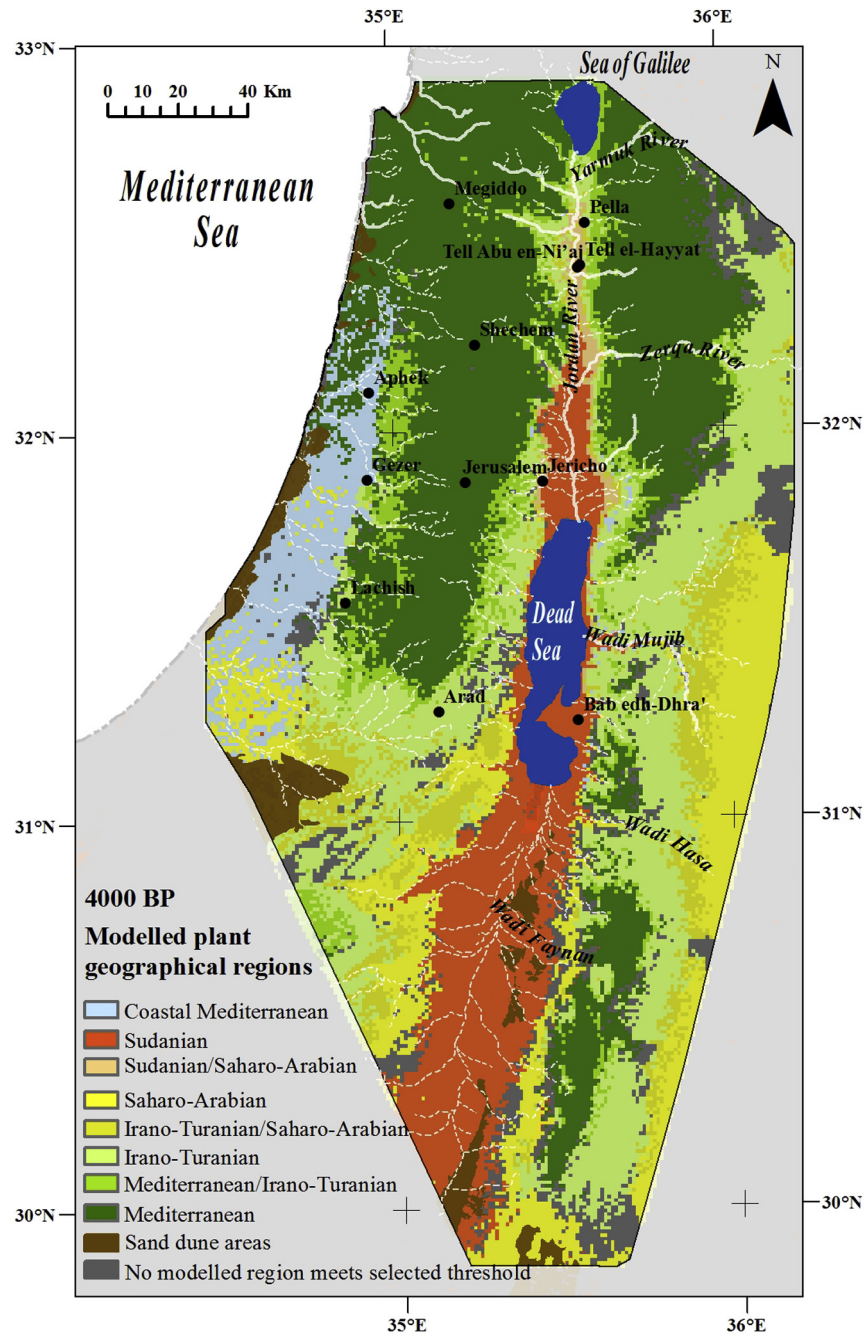 35°E
36°E
33°N
Sea of Galilee
0 10 20 40 Km
N
Yarmuk River
Mediterranean
Sea
Megiddo
Pella
Tell Abu en-Ni'aj
Tell el-Hayyat
Jordan River
Shechem
Zerqa River
Aphek
32°N
32°N
Gezer
Jerusalem
Jericho
Lachish
Dead
Sea
Wadi Mujib
Arad
Bab edh-Dhra'
31°N
31°N
Wadi Hasa
4000 BP
Wadi Faynan
Modelled plant
geographical regions
Coastal Mediterranean
Sudanian
Sudanian/Saharo-Arabian
Saharo-Arabian
Irano-Turanian/Saharo-Arabian
Irano-Turanian
Mediterranean/Irano-Turanian
Mediterranean
30°N
30°N
Sand dune areas
No modelled region meets selected threshold
35°E
36°E